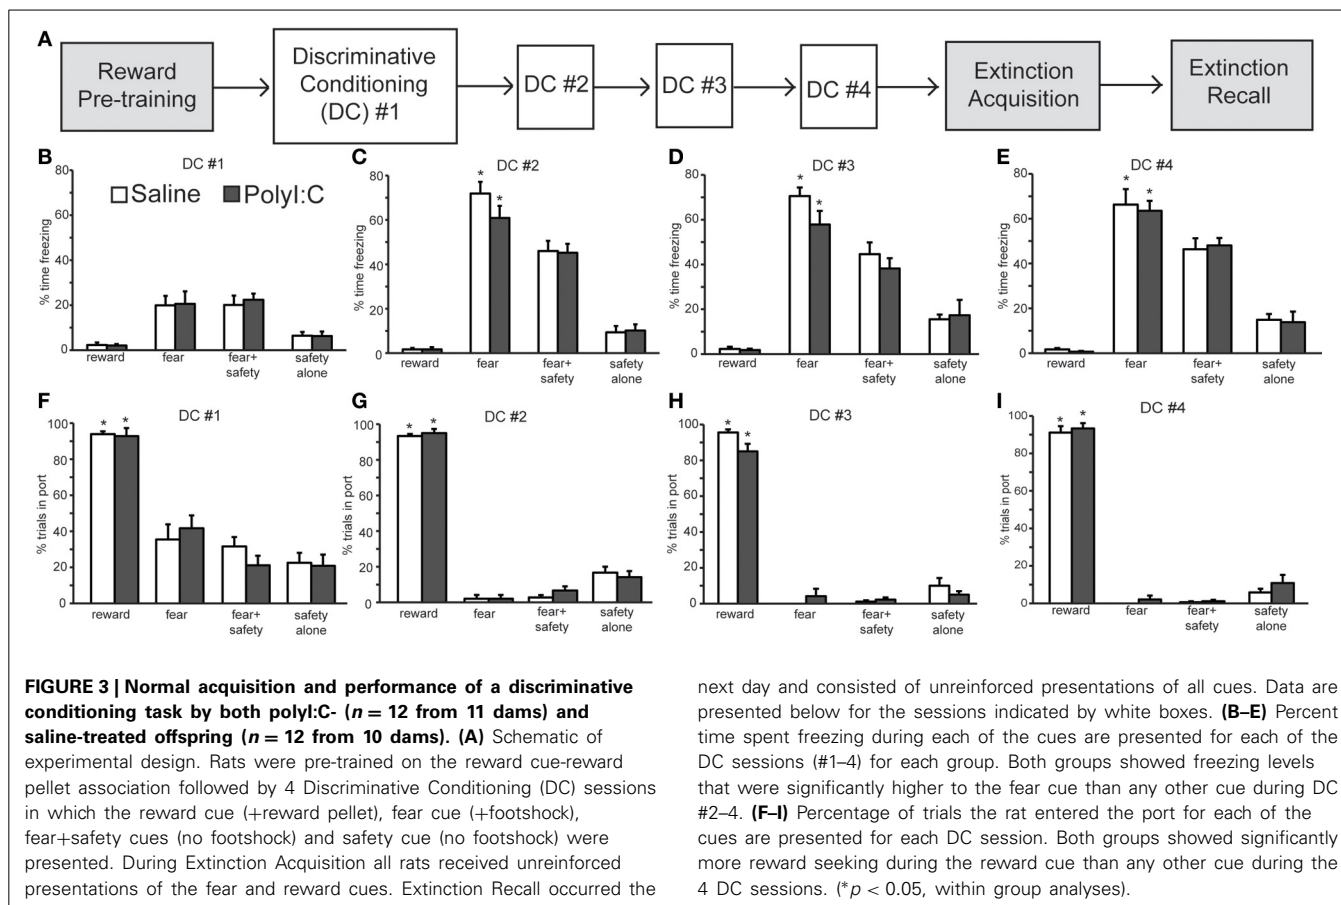 A
Reward
Pre-training
Discriminative
Conditioning
(DC) #1
DC #2
DC #3
DC #4
Extinction
Acquisition
Extinction
Recall
B
DC #1
Saline
PolyI:C
% time freezing
80
60
40
20
0
reward
fear
fear+
safety
safety
alone
C
DC #2
% time freezing
80
60
40
20
0
* *
reward
fear
fear+
safety
safety
alone
D
DC #3
% time freezing
80
60
40
20
0
* *
reward
fear
fear+
safety
safety
alone
E
DC #4
% time freezing
80
60
40
20
0
* *
reward
fear
fear+
safety
safety
alone
F
DC #1
% trials in port
100
80
60
40
20
0
* *
reward
fear
fear+
safety
safety
alone
G
DC #2
% trials in port
100
80
60
40
20
0
* *
reward
fear
fear+
safety
safety
alone
H
DC #3
% trials in port
100
80
60
40
20
0
* *
reward
fear
fear+
safety
safety
alone
I
DC #4
% trials in port
100
80
60
40
20
0
* *
reward
fear
fear+
safety
safety
alone
FIGURE 3 | Normal acquisition and performance of a discriminative
conditioning task by both polyI:C- (n = 12 from 11 dams) and
saline-treated offspring (n = 12 from 10 dams). (A) Schematic of
experimental design. Rats were pre-trained on the reward cue-reward
pellet association followed by 4 Discriminative Conditioning (DC) sessions
in which the reward cue (+reward pellet), fear cue (+footshock),
fear+safety cues (no footshock) and safety cue (no footshock) were
presented. During Extinction Acquisition all rats received unreinforced
presentations of the fear and reward cues. Extinction Recall occurred the
next day and consisted of unreinforced presentations of all cues. Data are
presented below for the sessions indicated by white boxes. (B–E) Percent
time spent freezing during each of the cues are presented for each of the
DC sessions (#1–4) for each group. Both groups showed freezing levels
that were significantly higher to the fear cue than any other cue during DC
#2–4. (F–I) Percentage of trials the rat entered the port for each of the
cues are presented for each DC session. Both groups showed significantly
more reward seeking during the reward cue than any other cue during the
4 DC sessions. (*p < 0.05, within group analyses).